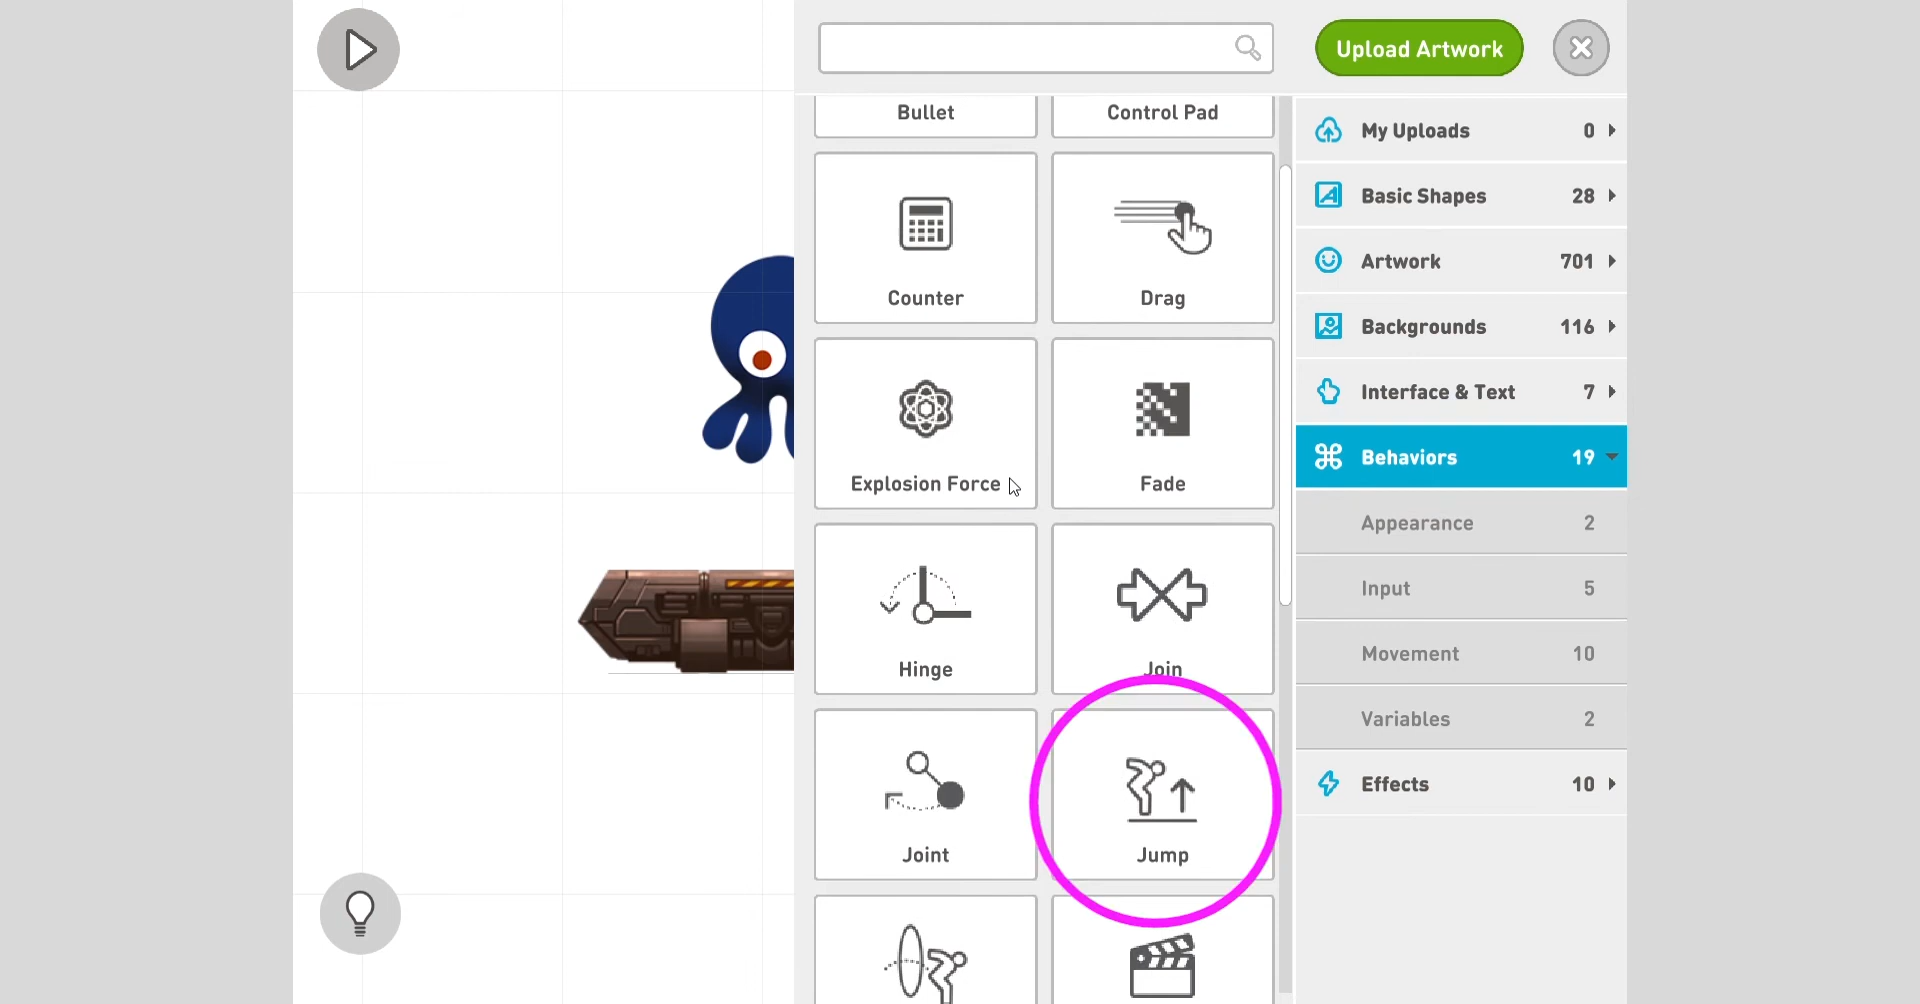 Upload Artwork
Bullet
Control Pad
Counter
Drag
Explosion Force
Fade
Hinge
Join
Joint
Jump
My Uploads 0
Basic Shapes 28
Artwork 701
Backgrounds 116
Interface & Text 7
Behaviors 19
Appearance 2
Input 5
Movement 10
Variables 2
Effects 10